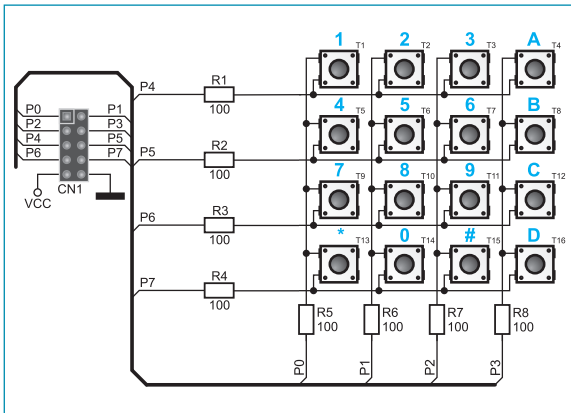 1 T1 2 T2 3 T3 A T4
P4 R1 100
P0 P1
P2 P3
P4 P5
P6 P7
CN1
VCC
4 T5 5 T6 6 T7 B T8
P5 R2 100
7 T9 8 T10 9 T11 C T12
P6 R3 100
* T13 0 T14 # T15 D T16
P7 R4 100
R5 100 R6 100 R7 100 R8 100
P0 P1 P2 P3